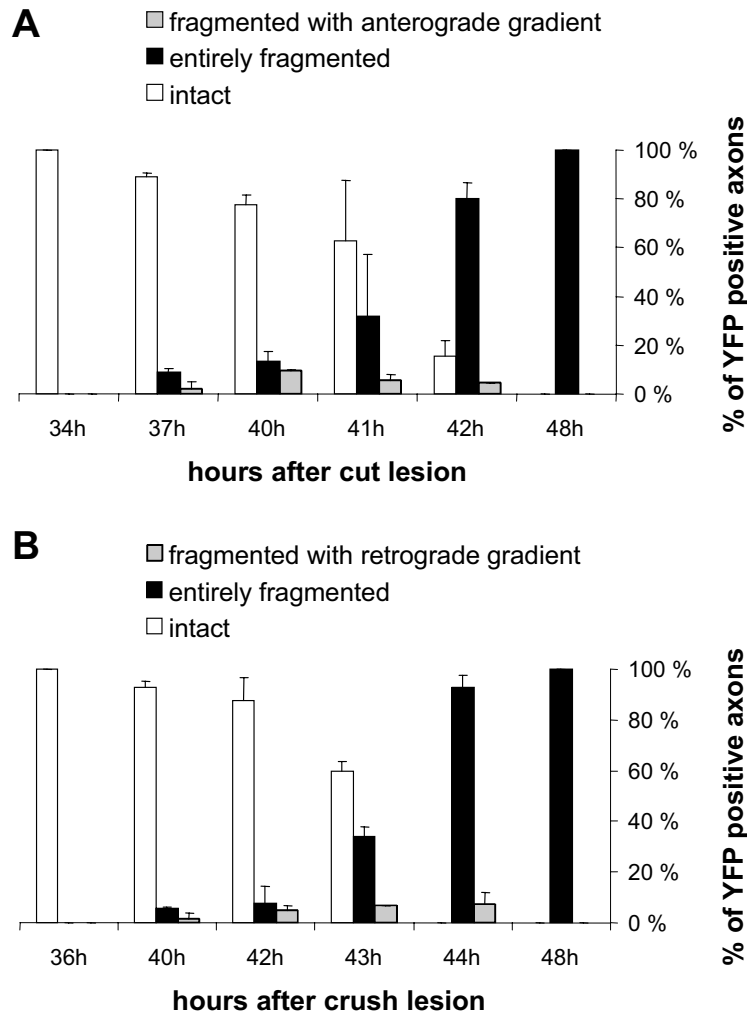 A
fragmented with anterograde gradient
entirely fragmented
intact
100 %
80 %
60 %
40 %
20 %
0 %
% of YFP positive axons
34h 37h 40h 41h 42h 48h
hours after cut lesion
B
fragmented with retrograde gradient
entirely fragmented
intact
100 %
80 %
60 %
40 %
20 %
0 %
% of YFP positive axons
36h 40h 42h 43h 44h 48h
hours after crush lesion